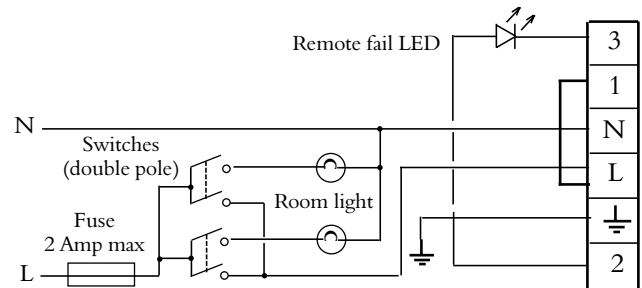 Remote fail LED
3
1
N
N
Switches
(double pole)
L
Room light
Fuse
2 Amp max
L
2